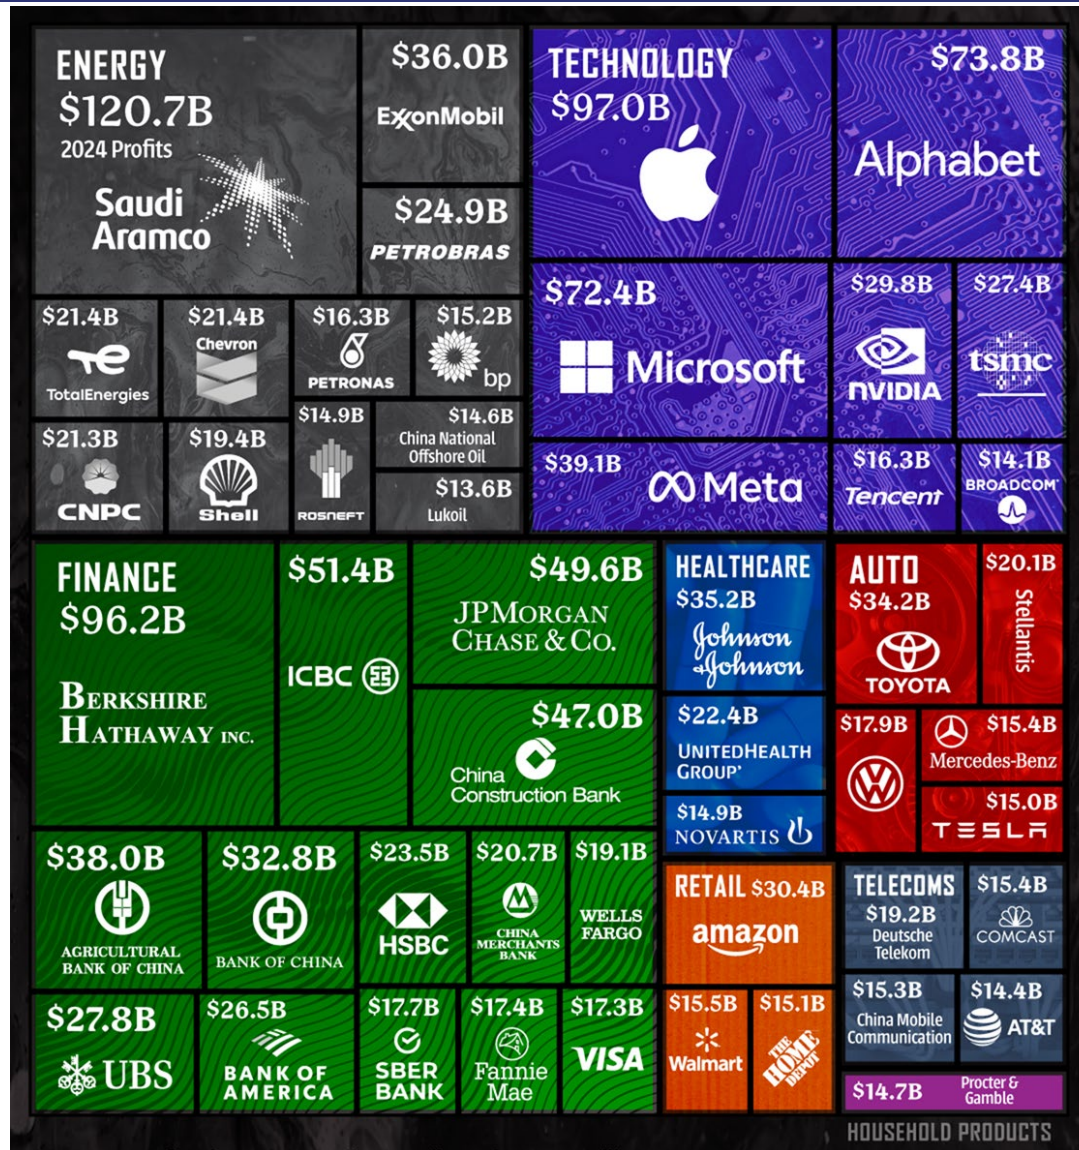 ENERGY
$120.7B
2024 Profits
Saudi
Aramco
$36.0B
ExxonMobil
$24.9B
PETROBRAS
$21.4B
TotalEnergies
$21.4B
Chevron
$16.3B
PETRONAS
$15.2B
bp
$21.3B
CNPC
$19.4B
Shell
$14.9B
ROSNEFT
$14.6B
China National
Offshore Oil
$13.6B
Lukoil
TECHNOLOGY
$97.0B
$73.8B
Alphabet
$72.4B
Microsoft
$29.8B
NVIDIA
$27.4B
tsmc
$39.1B
Meta
$16.3B
Tencent
$14.1B
BROADCOM
FINANCE
$96.2B
BERKSHIRE
HATHAWAY INC.
$51.4B
ICBC
$49.6B
JPMORGAN
CHASE & CO.
$47.0B
China
Construction Bank
$38.0B
AGRICULTURAL
BANK OF CHINA
$32.8B
BANK OF CHINA
$23.5B
HSBC
$20.7B
CHINA
MERCHANTS
BANK
$19.1B
WELLS
FARGO
$27.8B
UBS
$26.5B
BANK OF
AMERICA
$17.7B
SBER
BANK
$17.4B
Fannie
Mae
$17.3B
VISA
HEALTHCARE
$35.2B
Johnson
&Johnson
$22.4B
UNITEDHEALTH
GROUP
$14.9B
NOVARTIS
AUTO
$34.2B
TOYOTA
$20.1B
Stellantis
$17.9B
$15.4B
Mercedes-Benz
$15.0B
TESLA
RETAIL $30.4B
amazon
$15.5B
Walmart
$15.1B
THE
HOME
DEPOT
TELECOMS
$19.2B
Deutsche
Telekom
$15.4B
COMCAST
$15.3B
China Mobile
Communication
$14.4B
AT&T
$14.7B
Procter &
Gamble
HOUSEHOLD PRODUCTS